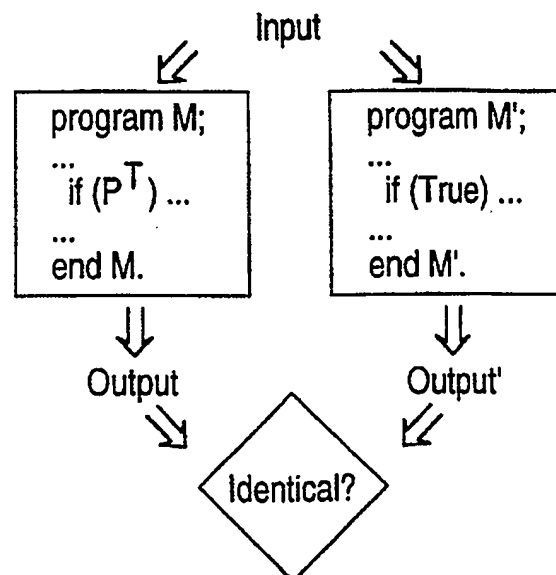 Input
program M;
...
if (P^T) ...
...
end M.
program M';
...
if (True) ...
...
end M'.
Output
Output'
Identical?